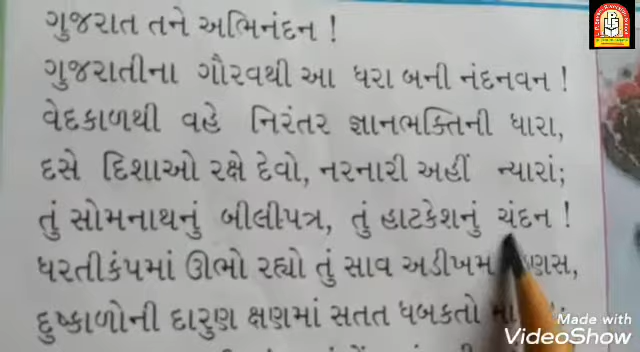 ગુજરાત તને અભિનંદન !
ગુજરાતીના ગૌરવથી આ ધરા બની નંદનવન !
વેદકાળથી વહે નિરંતર જ્ઞાનભક્તિની ધારા,
દસે દિશાઓ રક્ષે દેવો, નરનારી અહીં ન્યારાં;
તું સોમનાથનું બીલીપત્ર, તું હાટકેશનું ચંદન !
ધરતીકંપમાં ઊભો રહ્યો તું સાવ અડીખમ
દુષ્કાળોની દારુણ ક્ષણમાં સતત ધબકતો
Made with
VideoShow